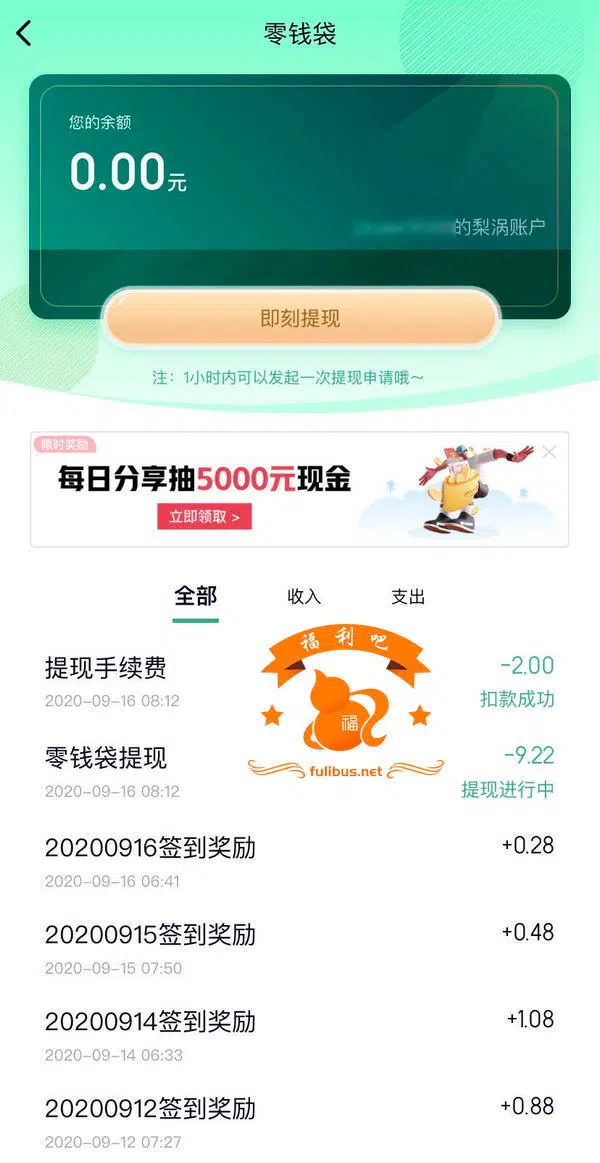 零钱袋
您的余额
0.00元
的梨涡账户
即刻提现
注：1小时内可以发起一次提现申请哦～
限时奖励
每日分享抽5000元现金
立即领取 >
全部 收入 支出
福利吧
福
fulibus.net
提现手续费 -2.00
2020-09-16 08:12 扣款成功
零钱袋提现 -9.22
2020-09-16 08:12 提现进行中
20200916签到奖励 +0.28
2020-09-16 06:41
20200915签到奖励 +0.48
2020-09-15 07:50
20200914签到奖励 +1.08
2020-09-14 06:33
20200912签到奖励 +0.88
2020-09-12 07:27